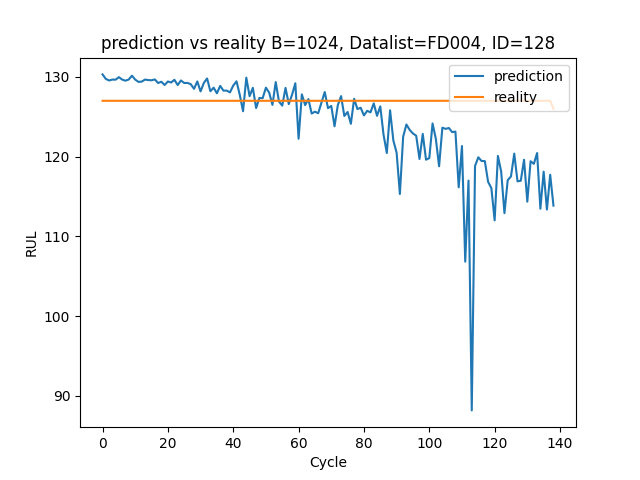 prediction vs reality B=1024, Datalist=FD004, ID=128
prediction
reality
130
120
110
100
90
RUL
0 20 40 60 80 100 120 140
Cycle